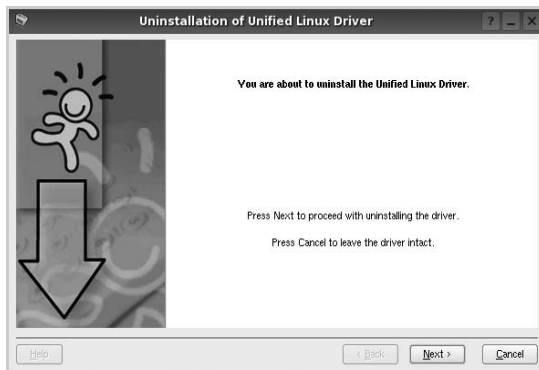 Uninstallation of Unified Linux Driver
You are about to uninstall the Unified Linux Driver.
Press Next to proceed with uninstalling the driver.
Press Cancel to leave the driver intact.
Help
< Back
Next >
Cancel